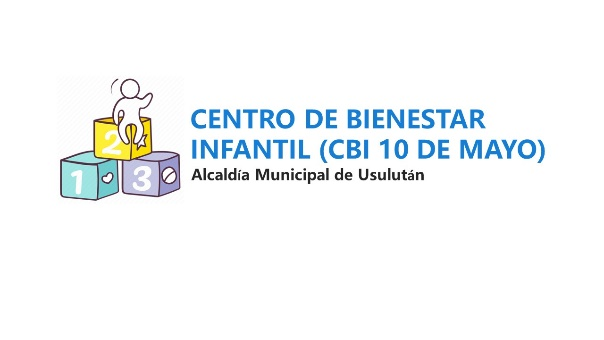 CENTRO DE BIENESTAR
INFANTIL (CBI 10 DE MAYO)
Alcaldía Municipal de Usulután
2
1 3